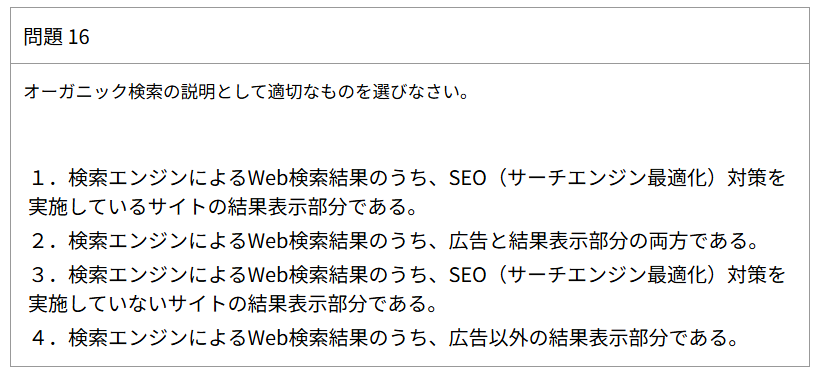 問題 16
オーガニック検索の説明として適切なものを選びなさい。
１．検索エンジンによるWeb検索結果のうち、SEO（サーチエンジン最適化）対策を
実施しているサイトの結果表示部分である。
２．検索エンジンによるWeb検索結果のうち、広告と結果表示部分の両方である。
３．検索エンジンによるWeb検索結果のうち、SEO（サーチエンジン最適化）対策を
実施していないサイトの結果表示部分である。
４．検索エンジンによるWeb検索結果のうち、広告以外の結果表示部分である。